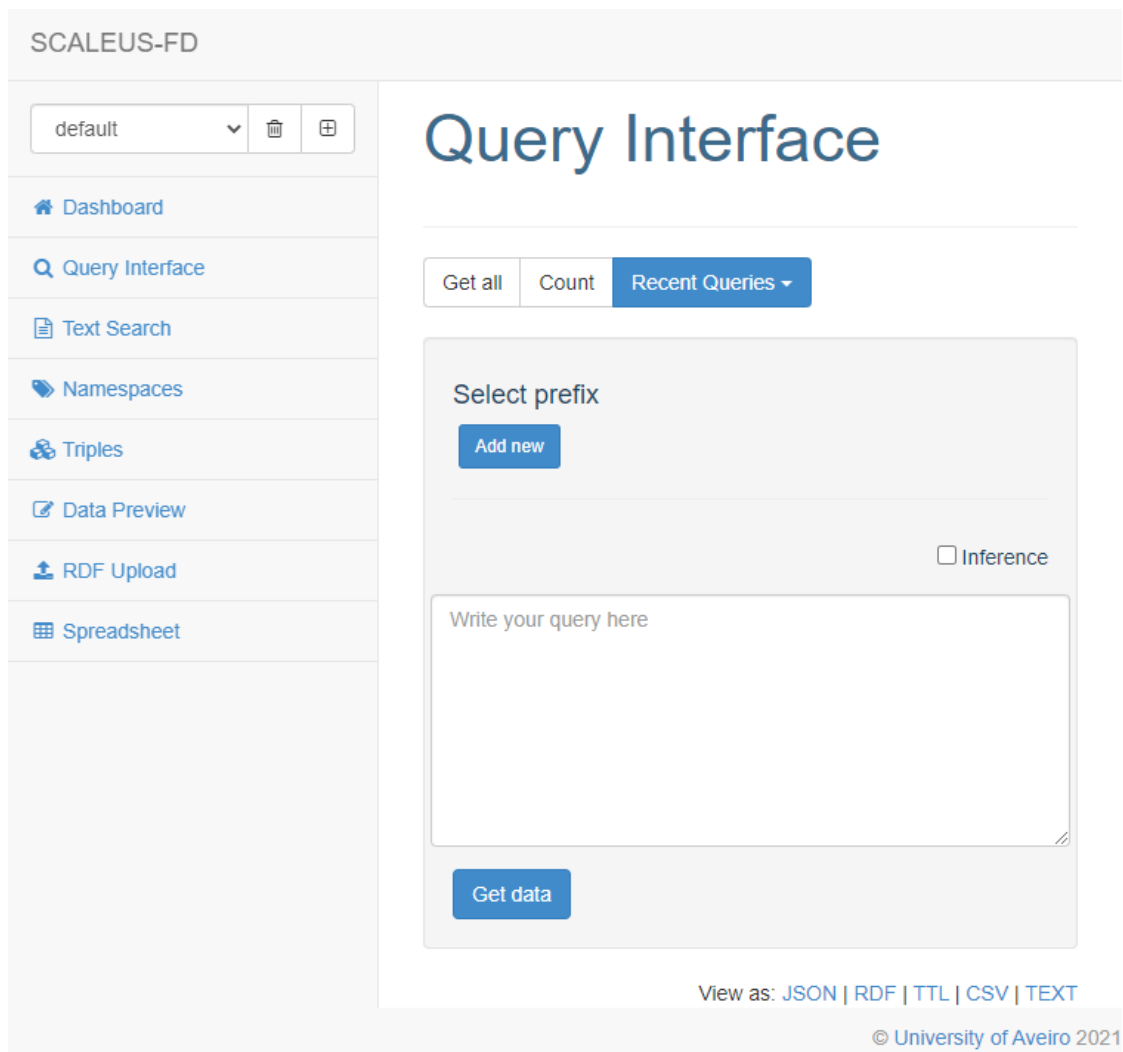 SCALEUS-FD
default
Dashboard
Query Interface
Text Search
Namespaces
Triples
Data Preview
RDF Upload
Spreadsheet
Query Interface
Get all Count Recent Queries
Select prefix
Add new
Inference
Write your query here
Get data
View as: JSON | RDF | TTL | CSV | TEXT
© University of Aveiro 2021